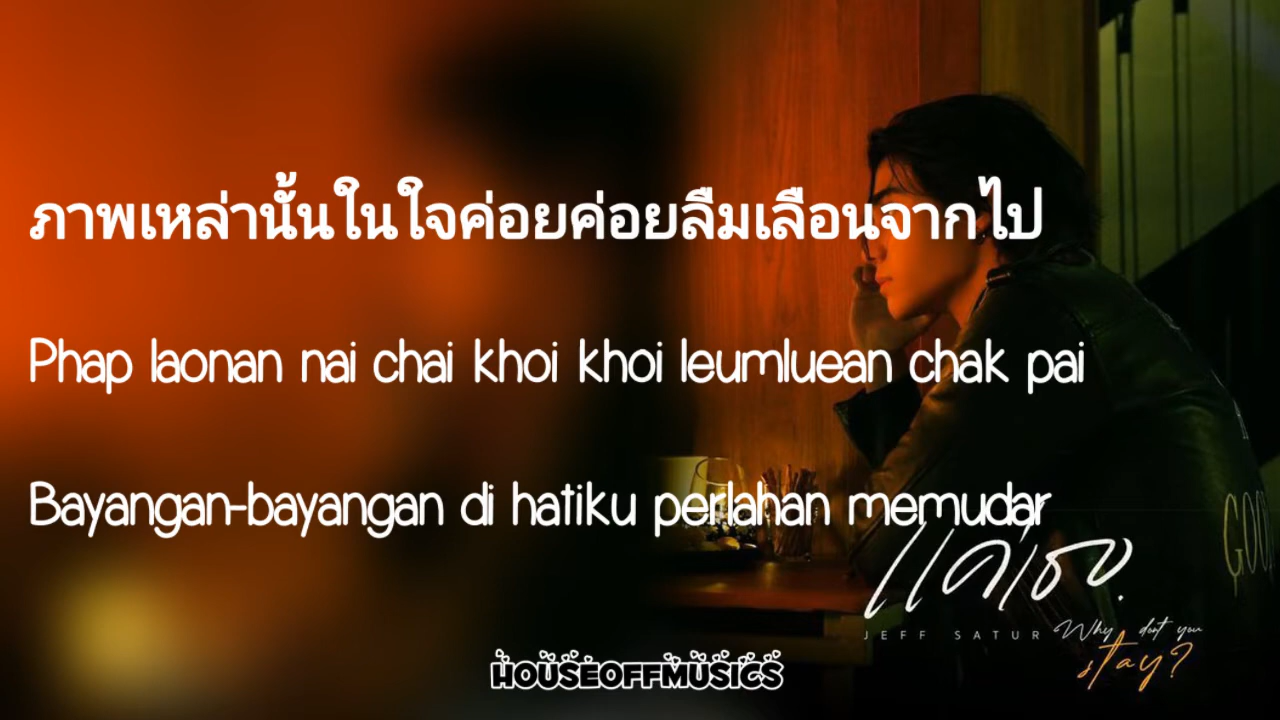 ภาพเหล่านั้นในใจค่อยค่อยลืมเลือนจากไป
Phap laonan nai chai khoi khoi leumluean chak pai
Bayangan-bayangan di hatiku perlahan memudar
แค่เธอ
JEFF SATUR Why don't you
stay?
GOOD
HOUSEOFFMUSICS